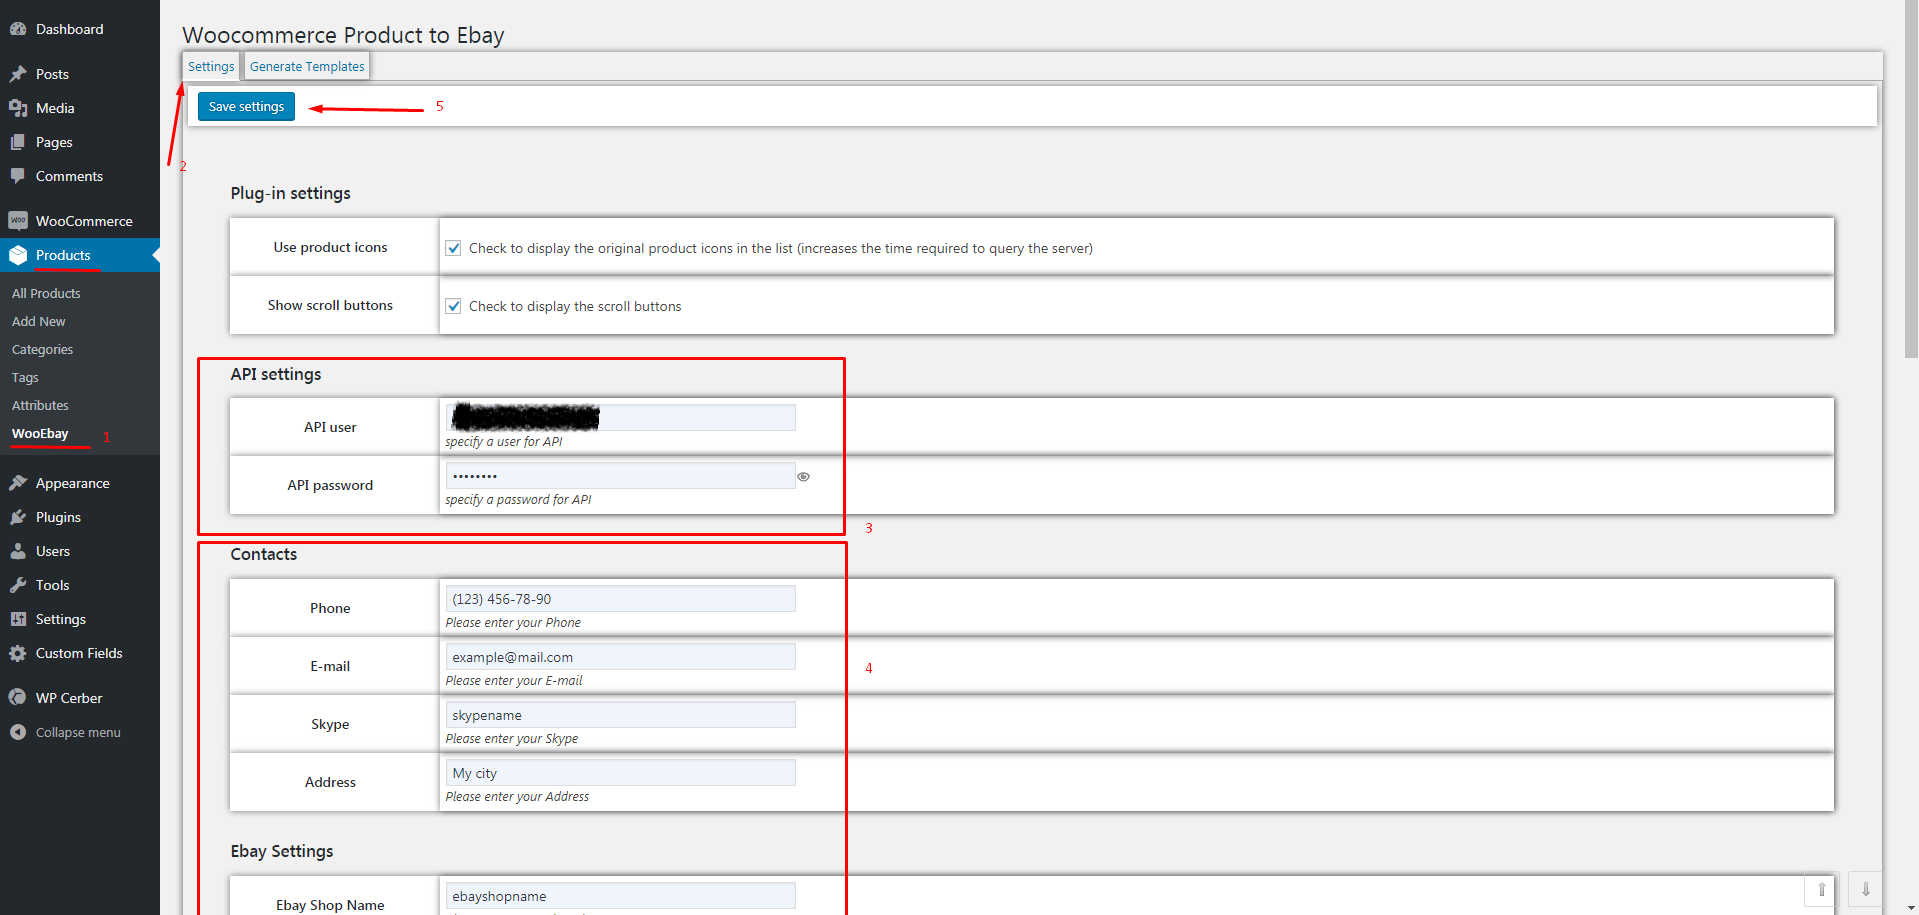 Dashboard
Posts
Media
Pages
Comments
WooCommerce
Products
All Products
Add New
Categories
Tags
Attributes
WooEbay
1
Appearance
Plugins
Users
Tools
Settings
Custom Fields
WP Cerber
Collapse menu
Woocommerce Product to Ebay
Settings
Generate Templates
Save settings
5
2
Plug-in settings
Use product icons
Check to display the original product icons in the list (increases the time required to query the server)
Show scroll buttons
Check to display the scroll buttons
API settings
API user
specify a user for API
API password
••••••••
specify a password for API
3
Contacts
Phone
(123) 456-78-90
Please enter your Phone
E-mail
example@mail.com
Please enter your E-mail
4
Skype
skypename
Please enter your Skype
Address
My city
Please enter your Address
Ebay Settings
Ebay Shop Name
ebayshopname